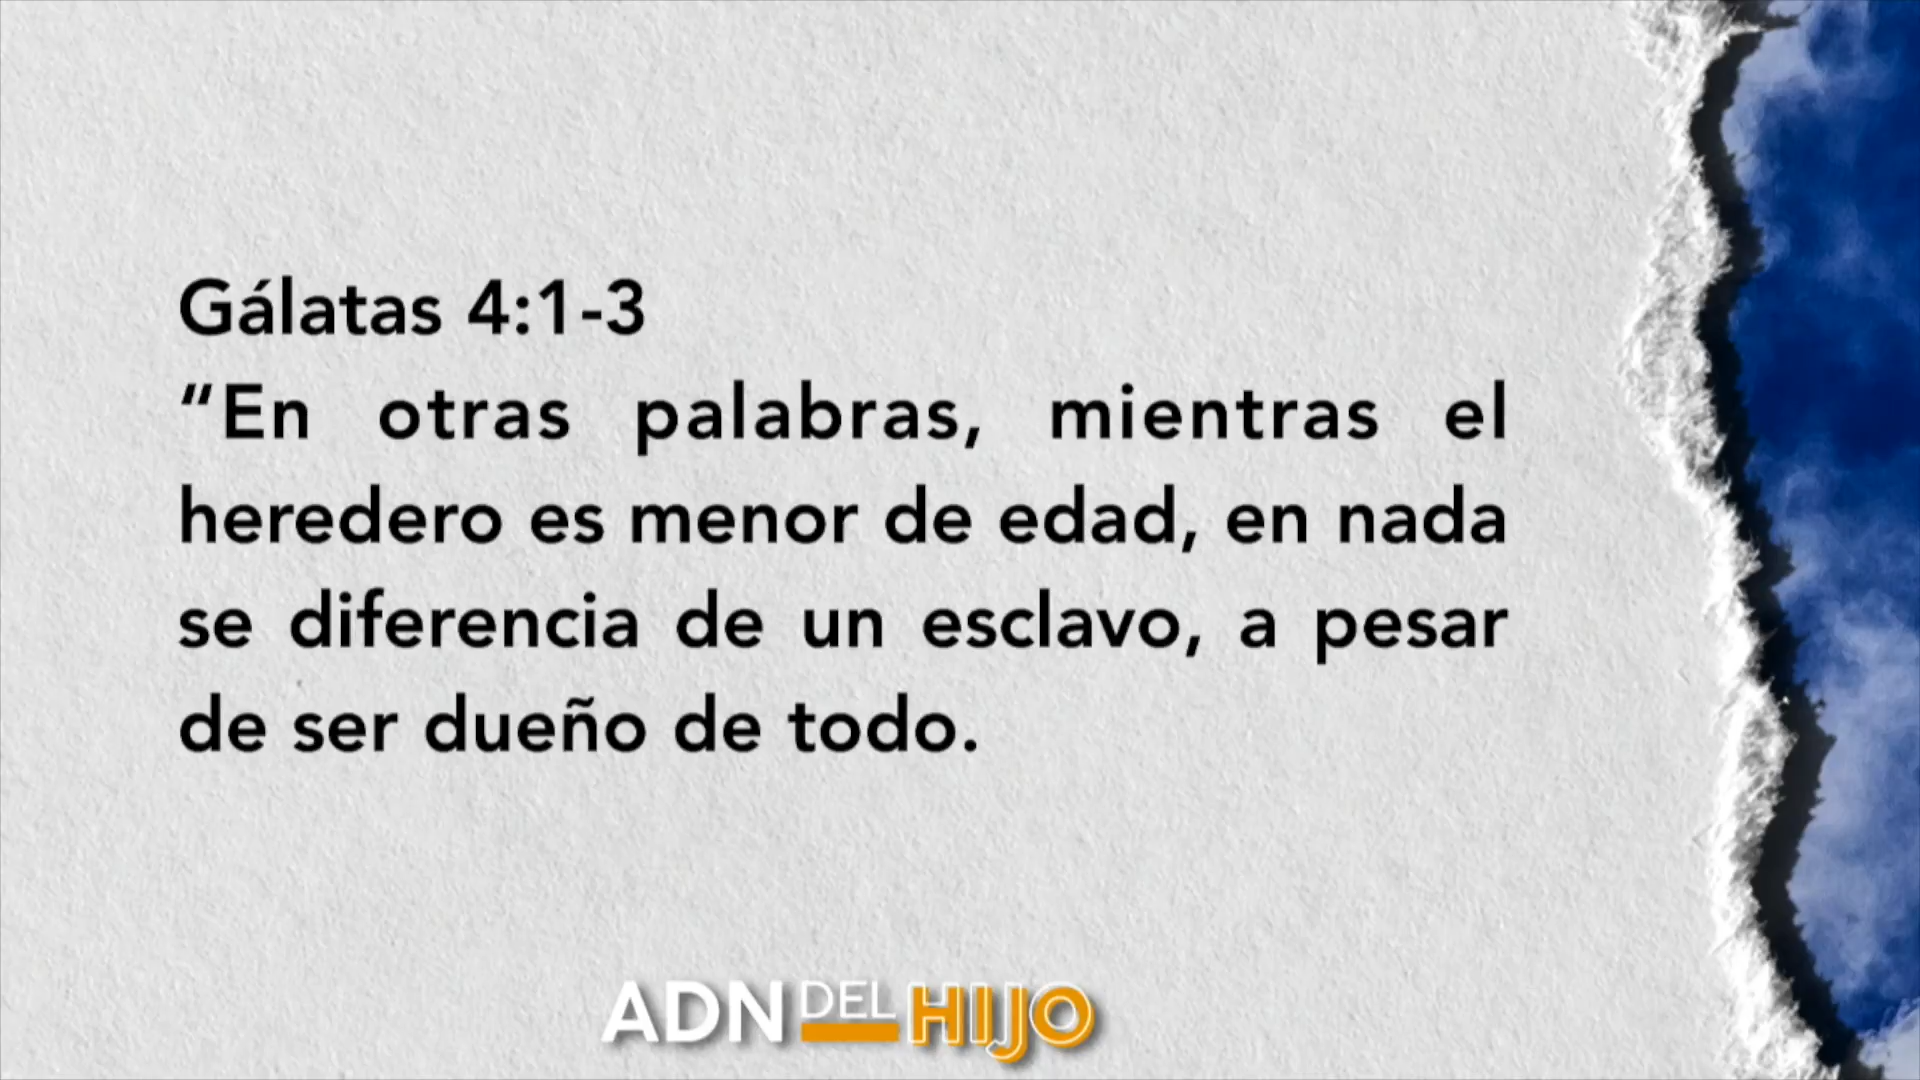 Gálatas 4:1-3
“En otras palabras, mientras el
heredero es menor de edad, en nada
se diferencia de un esclavo, a pesar
de ser dueño de todo.
ADN DEL HIJO